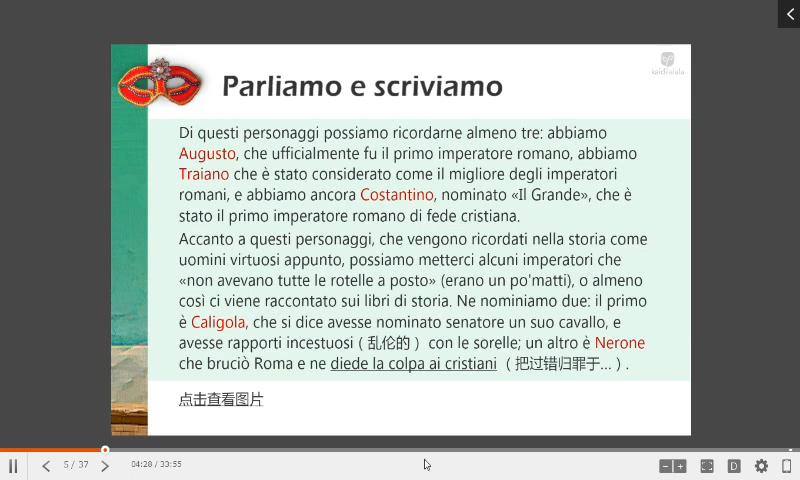 kaidialala
Parliamo e scriviamo
Di questi personaggi possiamo ricordarne almeno tre: abbiamo
Augusto, che ufficialmente fu il primo imperatore romano, abbiamo
Traiano che è stato considerato come il migliore degli imperatori
romani, e abbiamo ancora Costantino, nominato «Il Grande», che è
stato il primo imperatore romano di fede cristiana.
Accanto a questi personaggi, che vengono ricordati nella storia come
uomini virtuosi appunto, possiamo metterci alcuni imperatori che
«non avevano tutte le rotelle a posto» (erano un po'matti), o almeno
così ci viene raccontato sui libri di storia. Ne nominiamo due: il primo
è Caligola, che si dice avesse nominato senatore un suo cavallo, e
avesse rapporti incestuosi（乱伦的） con le sorelle; un altro è Nerone
che bruciò Roma e ne diede la colpa ai cristiani （把过错归罪于...）.
点击查看图片
5 / 37
04:28 / 33:55
D